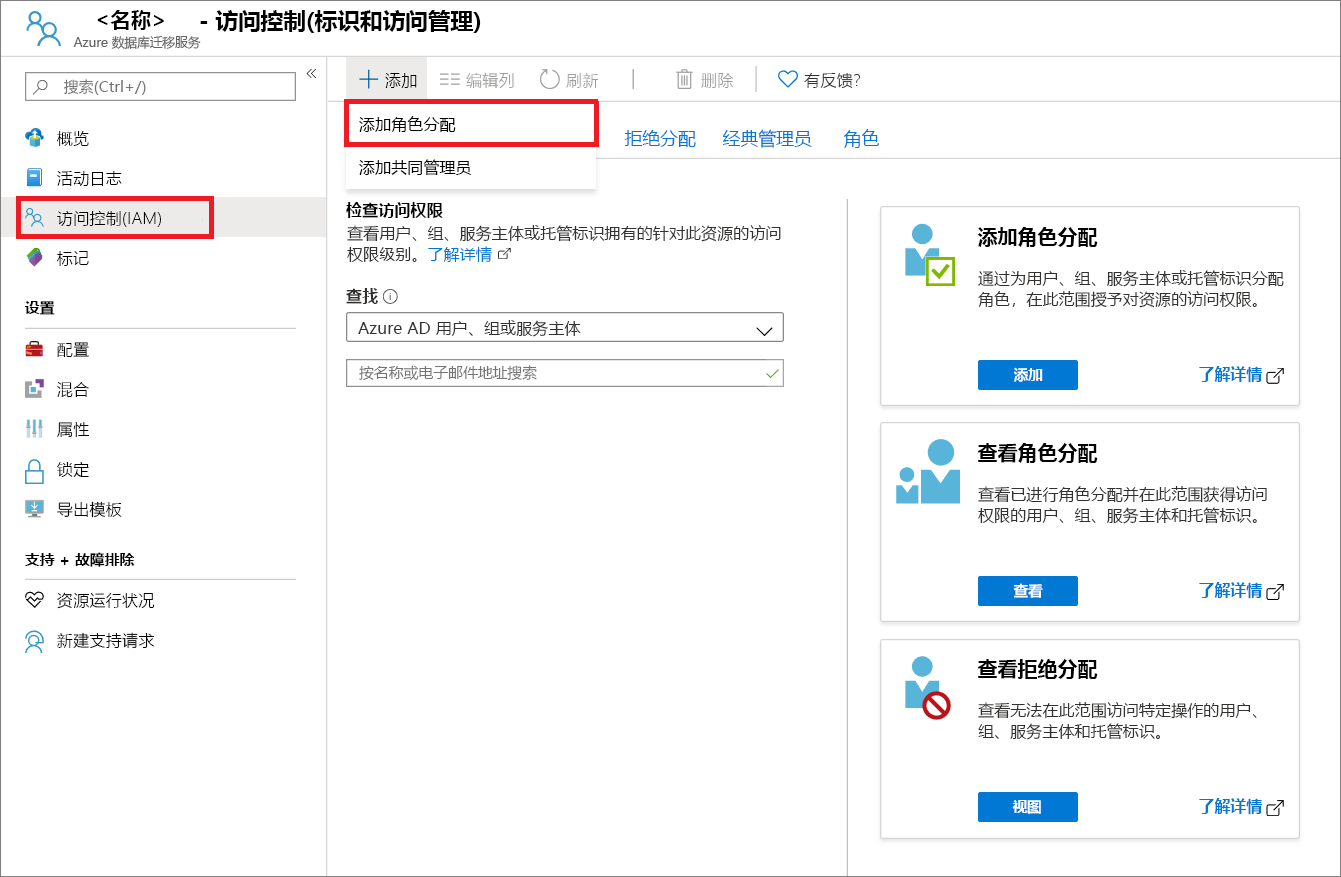 <名称> - 访问控制(标识和访问管理)
Azure 数据库迁移服务
搜索(Ctrl+/)
«
概览
活动日志
访问控制(IAM)
标记
设置
配置
混合
属性
锁定
导出模板
支持 + 故障排除
资源运行状况
新建支持请求
添加 编辑列 刷新 删除 有反馈?
添加角色分配
添加共同管理员
拒绝分配 经典管理员 角色
检查访问权限
查看用户、组、服务主体或托管标识拥有的针对此资源的访问
权限级别。了解详情
查找
Azure AD 用户、组或服务主体
按名称或电子邮件地址搜索
添加角色分配
通过为用户、组、服务主体或托管标识分配
角色，在此范围授予对资源的访问权限。
添加 了解详情
查看角色分配
查看已进行角色分配并在此范围获得访问
权限的用户、组、服务主体和托管标识。
查看 了解详情
查看拒绝分配
查看无法在此范围访问特定操作的用户、
组、服务主体和托管标识。
视图 了解详情